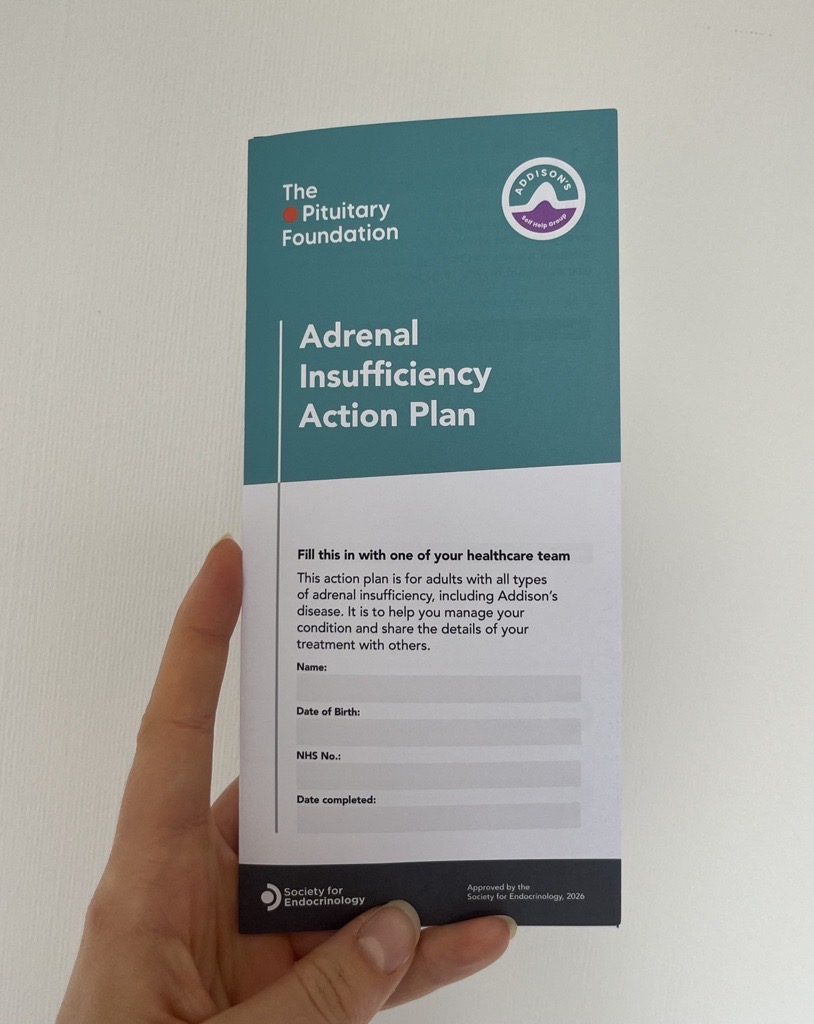 The
Pituitary
Foundation
ADDISON'S
Self Help Group
Adrenal
Insufficiency
Action Plan
Fill this in with one of your healthcare team
This action plan is for adults with all types
of adrenal insufficiency, including Addison's
disease. It is to help you manage your
condition and share the details of your
treatment with others.
Name:
Date of Birth:
NHS No.:
Date completed:
Society for
Endocrinology
Approved by the
Society for Endocrinology, 2026